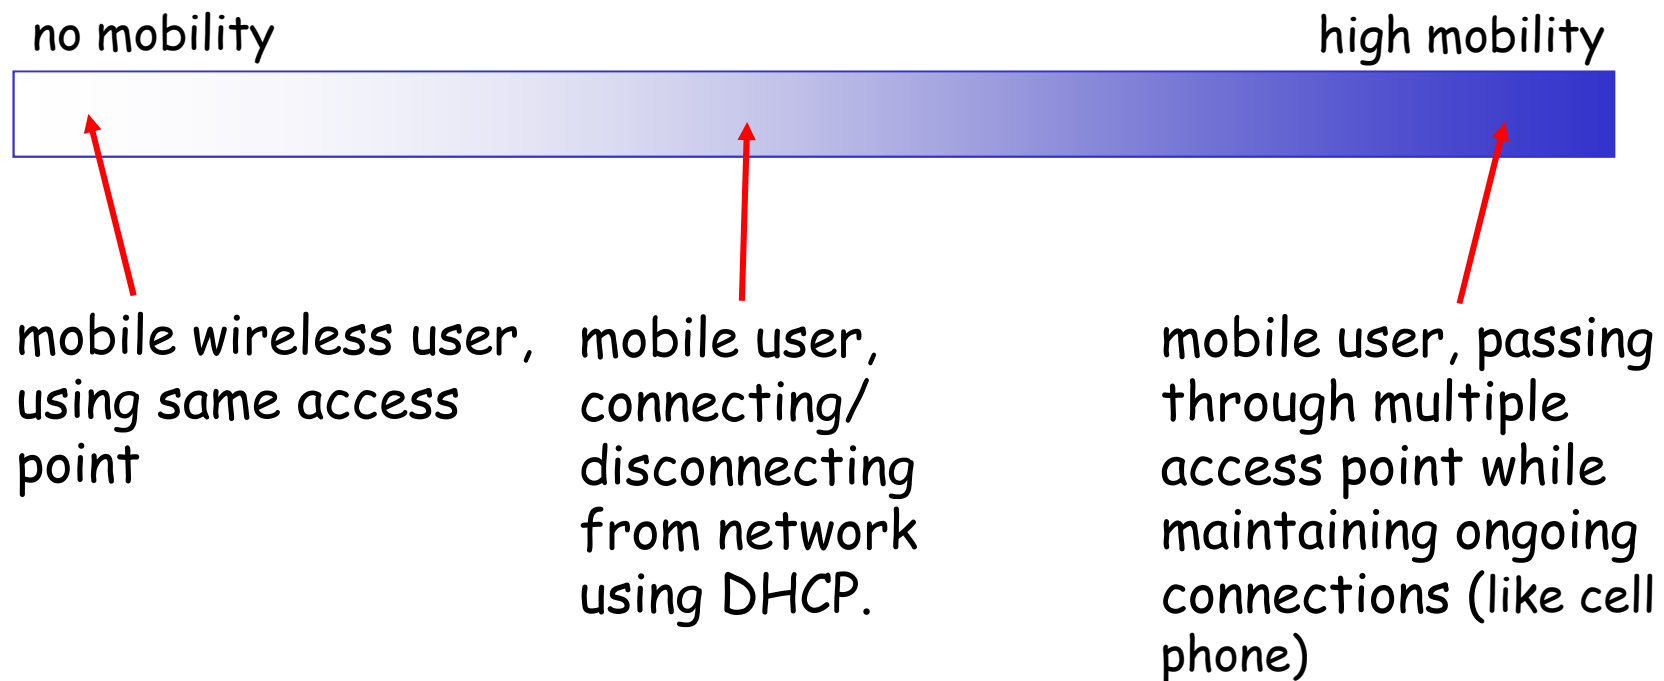 no mobility
high mobility
mobile wireless user,
using same access
point
mobile user,
connecting/
disconnecting
from network
using DHCP.
mobile user, passing
through multiple
access point while
maintaining ongoing
connections (like cell
phone)